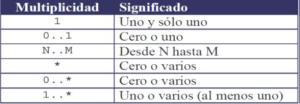 Multiplicidad Significado
1 Uno y sólo uno
0..1 Cero o uno
N..M Desde N hasta M
* Cero o varios
0..* Cero o varios
1..* Uno o varios (al menos uno)